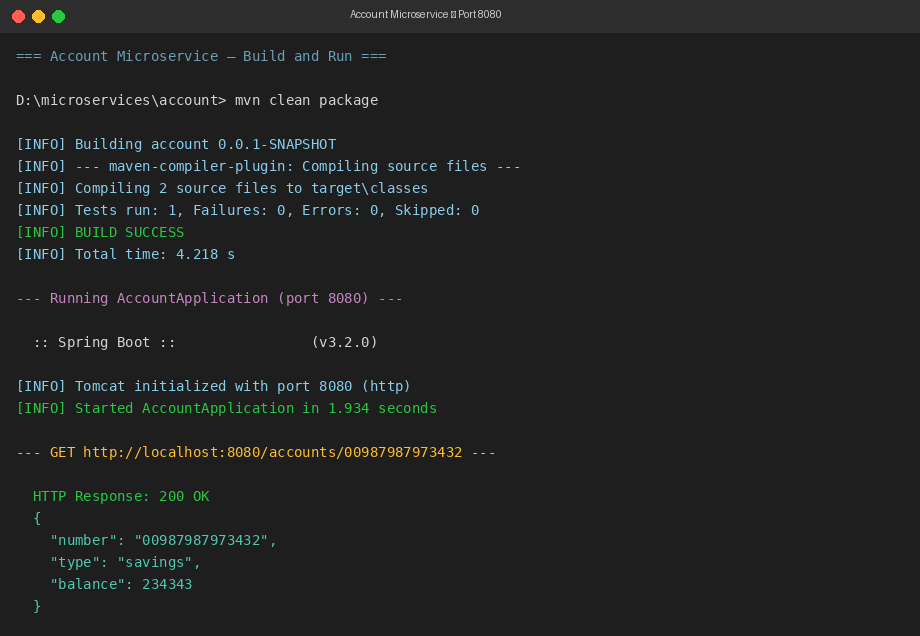 Account Microservice ▯ Port 8080
=== Account Microservice — Build and Run ===
D:\microservices\account> mvn clean package
[INFO] Building account 0.0.1-SNAPSHOT
[INFO] --- maven-compiler-plugin: Compiling source files ---
[INFO] Compiling 2 source files to target\classes
[INFO] Tests run: 1, Failures: 0, Errors: 0, Skipped: 0
[INFO] BUILD SUCCESS
[INFO] Total time: 4.218 s
--- Running AccountApplication (port 8080) ---
:: Spring Boot ::                (v3.2.0)
[INFO] Tomcat initialized with port 8080 (http)
[INFO] Started AccountApplication in 1.934 seconds
--- GET http://localhost:8080/accounts/00987987973432 ---
HTTP Response: 200 OK
{
"number": "00987987973432",
"type": "savings",
"balance": 234343
}